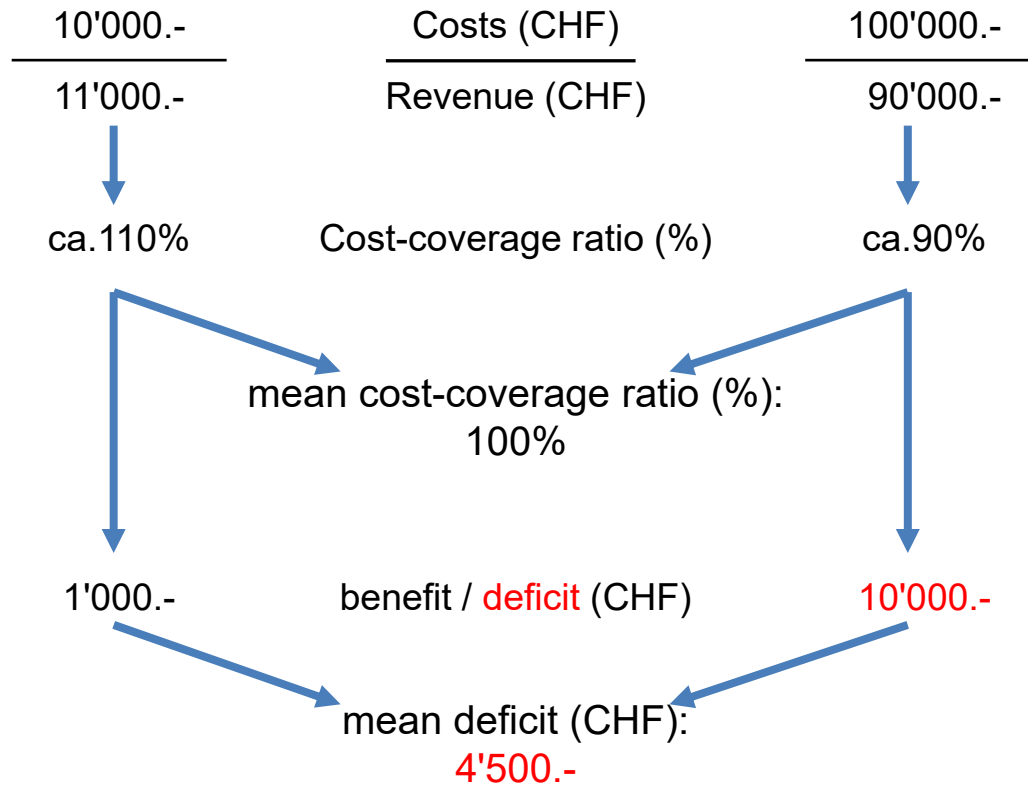 10'000.- Costs (CHF) 100'000.-
11'000.- Revenue (CHF) 90'000.-
ca.110% Cost-coverage ratio (%) ca.90%
mean cost-coverage ratio (%):
100%
1'000.- benefit / deficit (CHF) 10'000.-
mean deficit (CHF):
4'500.-